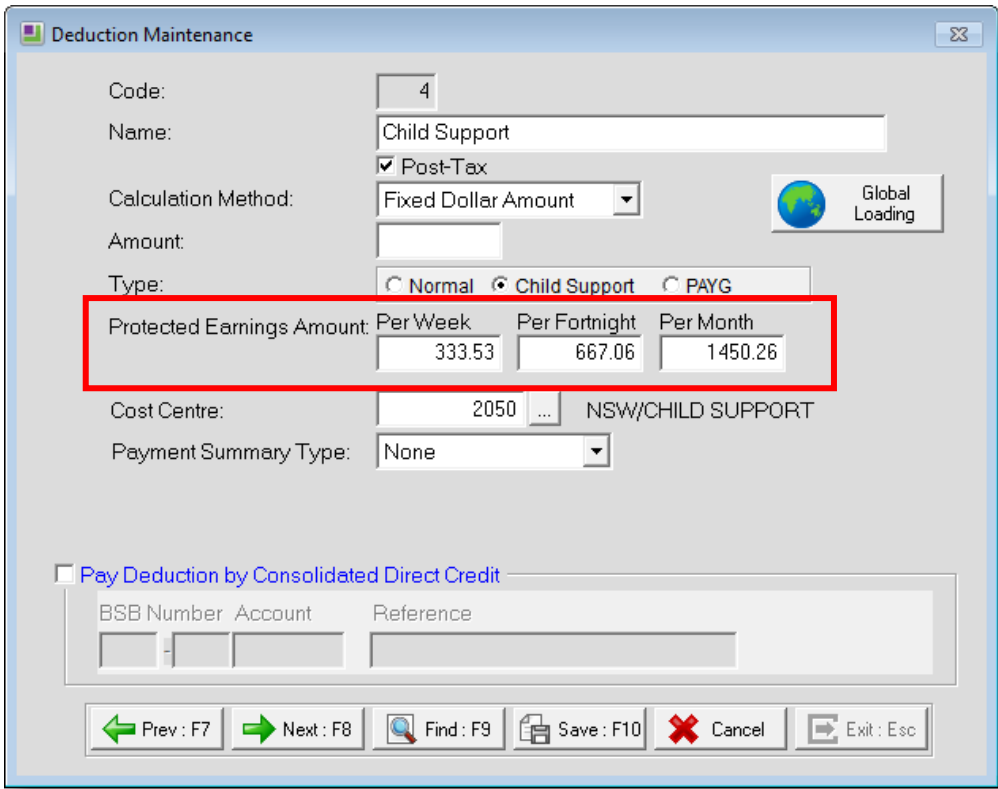 Deduction Maintenance
Code: 4
Name: Child Support
Post-Tax
Calculation Method: Fixed Dollar Amount
Global
Loading
Amount:
Type: Normal Child Support PAYG
Protected Earnings Amount: Per Week Per Fortnight Per Month
333.53 667.06 1450.26
Cost Centre: 2050 ... NSW/CHILD SUPPORT
Payment Summary Type: None
Pay Deduction by Consolidated Direct Credit
BSB Number Account Reference
-
Prev : F7 Next : F8 Find : F9 Save : F10 Cancel Exit : Esc